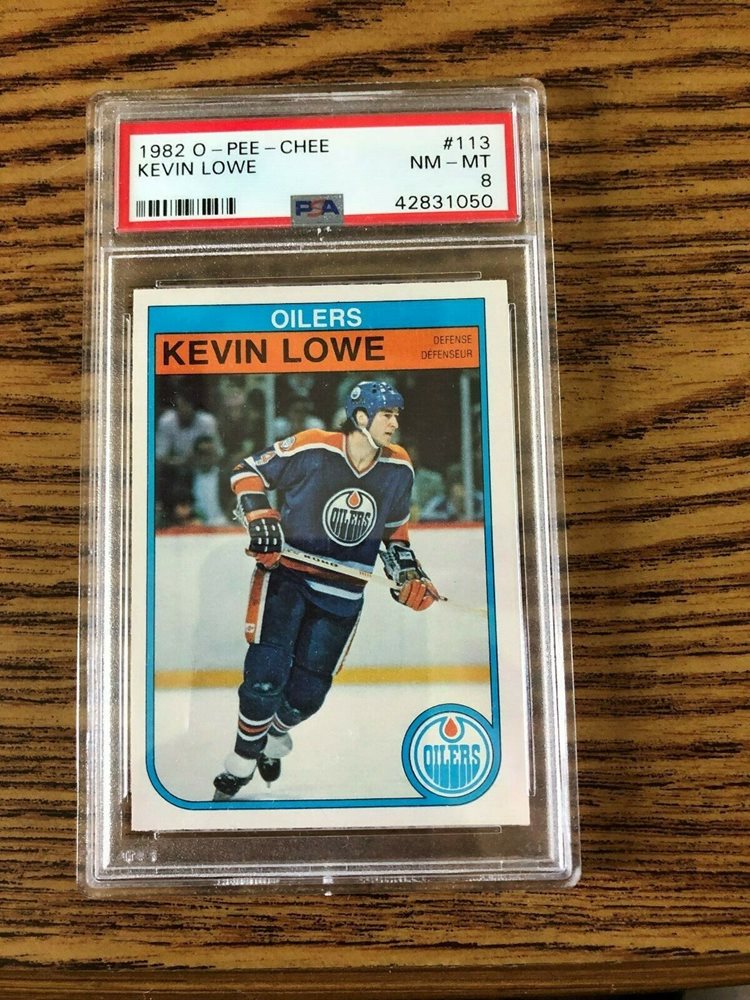 1982 O-PEE-CHEE #113
KEVIN LOWE NM-MT
8
PSA 42831050
OILERS
KEVIN LOWE DEFENSE
DÉFENSEUR
OILERS
OILERS